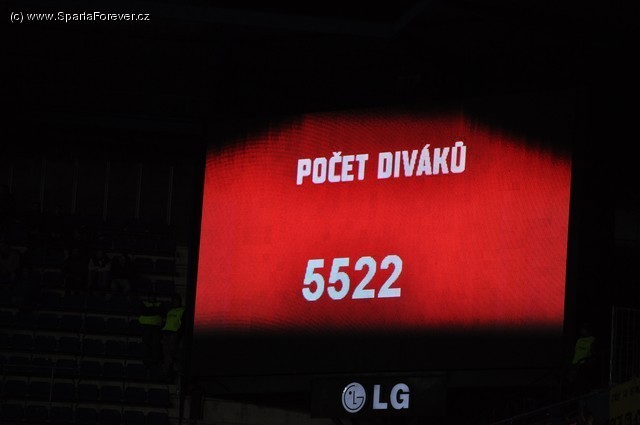 (c) www.SpartaForever.cz
POČET DIVÁKŮ
5522
LG